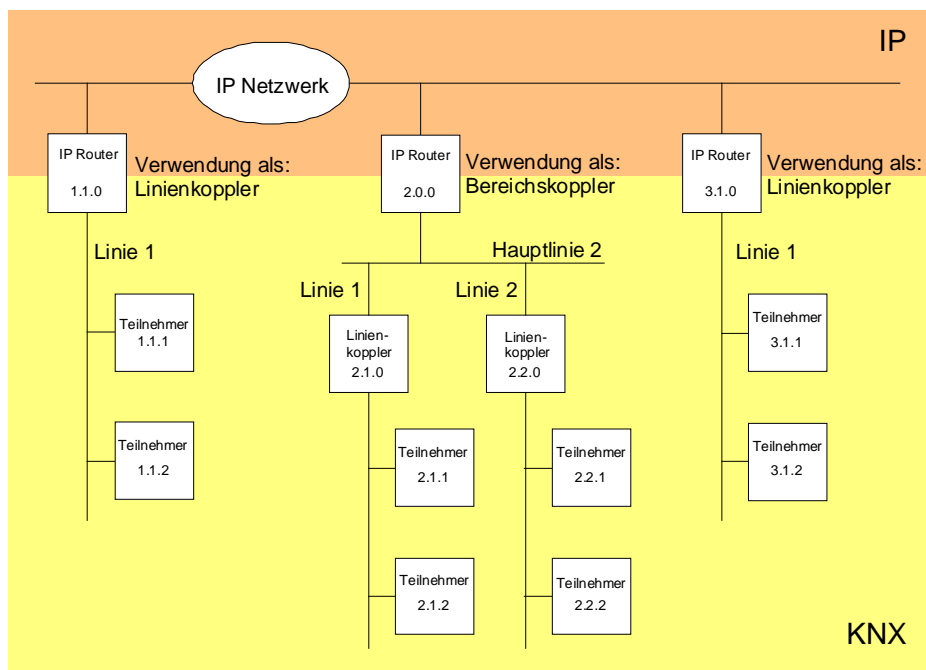 IP
IP Netzwerk
IP Router
1.1.0
Verwendung als:
Linienkoppler
IP Router
2.0.0
Verwendung als:
Bereichskoppler
IP Router
3.1.0
Verwendung als:
Linienkoppler
Linie 1
Hauptlinie 2
Linie 1
Linie 1
Linie 2
Teilnehmer
1.1.1
Linien-
koppler
2.1.0
Linien-
koppler
2.2.0
Teilnehmer
3.1.1
Teilnehmer
1.1.2
Teilnehmer
2.1.1
Teilnehmer
2.2.1
Teilnehmer
3.1.2
Teilnehmer
2.1.2
Teilnehmer
2.2.2
KNX